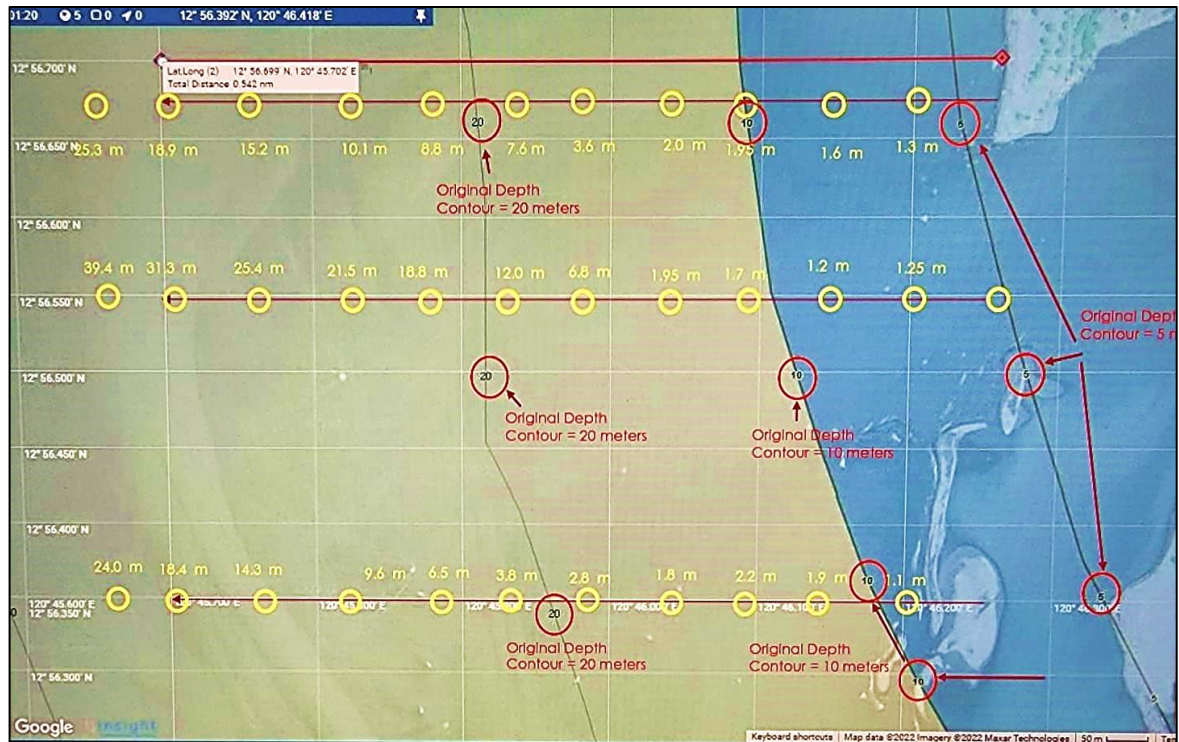 01:20 5 0 0 12° 56.392' N, 120° 46.418' E
12° 56.700' N
Lat.Long (2) 12° 56.699' N, 120° 45.702' E
Total Distance 0.542 nm
12° 56.650' N
25.3 m 18.9 m 15.2 m 10.1 m 8.8 m 20 7.6 m 3.6 m 2.0 m 10 1.95 m 1.6 m 1.3 m 5
Original Depth
Contour = 20 meters
12° 56.600' N
39.4 m 31.3 m 25.4 m 21.5 m 18.8 m 12.0 m 6.8 m 1.95 m 1.7 m 1.2 m 1.25 m
12° 56.550' N
Original Dept
Contour = 5 m
12° 56.500' N
20 10 5
Original Depth
Contour = 20 meters
Original Depth
Contour = 10 meters
12° 56.450' N
12° 56.400' N
24.0 m 18.4 m 14.3 m 9.6 m 6.5 m 3.8 m 2.8 m 1.8 m 2.2 m 1.9 m 10 1.1 m
120° 45.600' E 120° 46.000' E 120° 46.100' E 120° 46.200' E 5
12° 56.350' N
0 20
Original Depth
Contour = 20 meters
Original Depth
Contour = 10 meters
12° 56.300' N
10
5
Google insight
Keyboard shortcuts Map data ©2022 Imagery ©2022 Maxar Technologies 50 m Ter